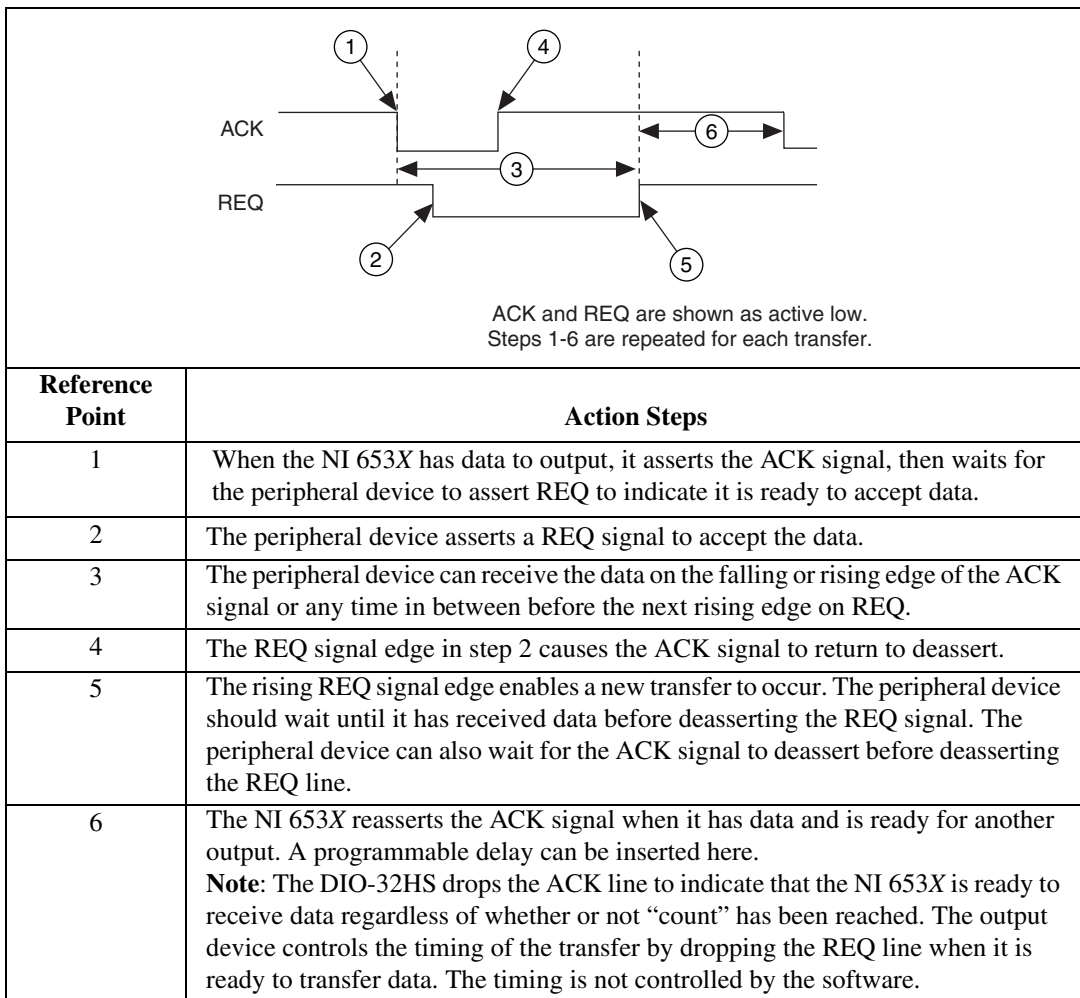 1
4
ACK
6
3
REQ
2
5
ACK and REQ are shown as active low.
Steps 1-6 are repeated for each transfer.
Reference
Point
Action Steps
1
When the NI 653X has data to output, it asserts the ACK signal, then waits for
the peripheral device to assert REQ to indicate it is ready to accept data.
2
The peripheral device asserts a REQ signal to accept the data.
3
The peripheral device can receive the data on the falling or rising edge of the ACK
signal or any time in between before the next rising edge on REQ.
4
The REQ signal edge in step 2 causes the ACK signal to return to deassert.
5
The rising REQ signal edge enables a new transfer to occur. The peripheral device
should wait until it has received data before deasserting the REQ signal. The
peripheral device can also wait for the ACK signal to deassert before deasserting
the REQ line.
6
The NI 653X reasserts the ACK signal when it has data and is ready for another
output. A programmable delay can be inserted here.
Note: The DIO-32HS drops the ACK line to indicate that the NI 653X is ready to
receive data regardless of whether or not “count” has been reached. The output
device controls the timing of the transfer by dropping the REQ line when it is
ready to transfer data. The timing is not controlled by the software.